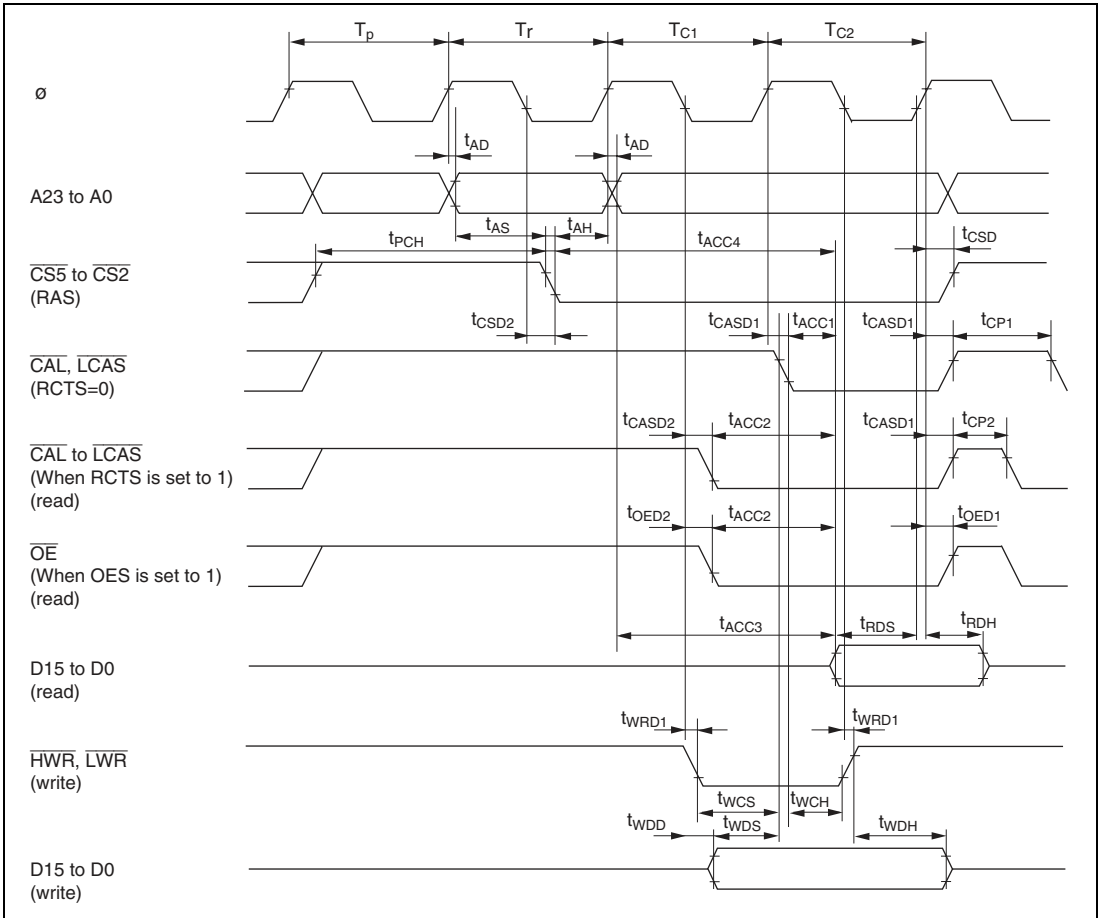 Tp Tr TC1 TC2
ø
tAD tAD
A23 to A0
tAS tAH
tPCH tACC4 tCSD
CS5 to CS2
(RAS)
tCSD2 tCASD1 tACC1 tCASD1 tCP1
CAL, LCAS
(RCTS=0)
tCASD2 tACC2 tCASD1 tCP2
CAL to LCAS
(When RCTS is set to 1)
(read)
tOED2 tACC2 tOED1
OE
(When OES is set to 1)
(read)
tACC3 tRDS tRDH
D15 to D0
(read)
tWRD1 tWRD1
HWR, LWR
(write)
tWCS tWCH
tWDD tWDS tWDH
D15 to D0
(write)